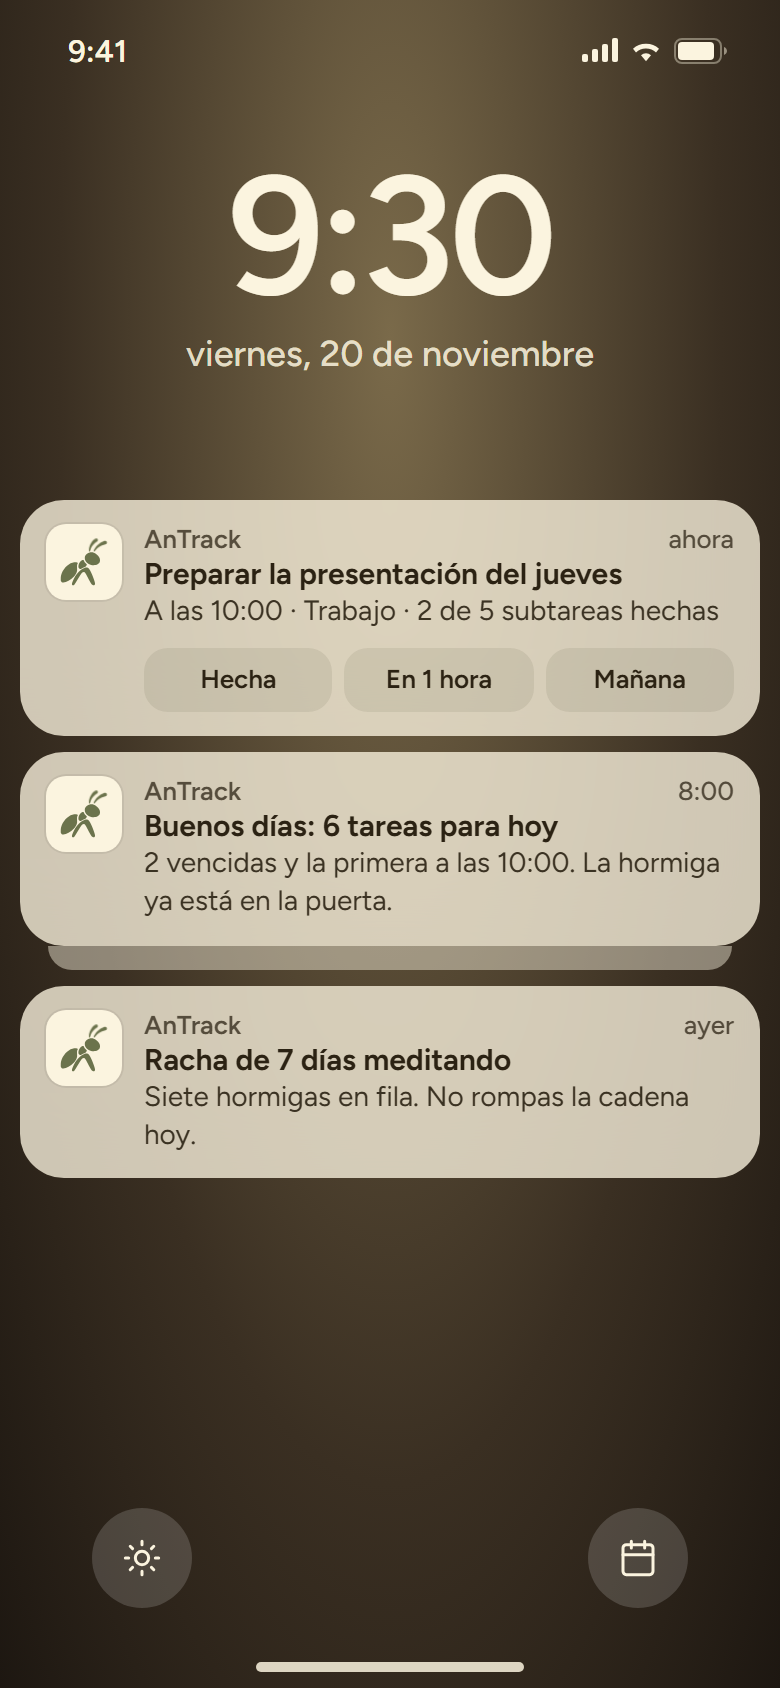 9:41
9:30
viernes, 20 de noviembre
AnTrack
ahora
Preparar la presentación del jueves
A las 10:00 · Trabajo · 2 de 5 subtareas hechas
Hecha
En 1 hora
Mañana
AnTrack
8:00
Buenos días: 6 tareas para hoy
2 vencidas y la primera a las 10:00. La hormiga
ya está en la puerta.
AnTrack
ayer
Racha de 7 días meditando
Siete hormigas en fila. No rompas la cadena
hoy.